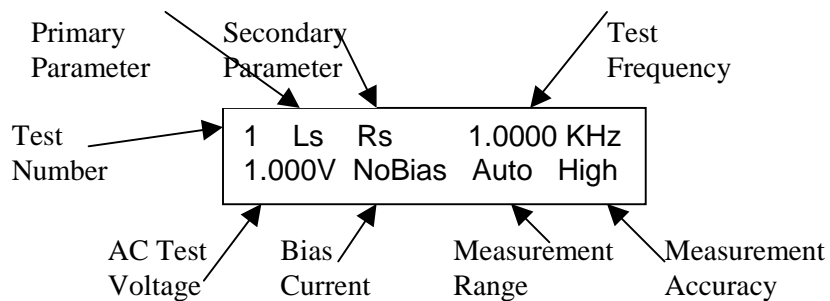 Primary Parameter
Secondary Parameter
Test Frequency
Test Number
1 Ls Rs 1.0000 KHz
1.000V NoBias Auto High
AC Test Voltage
Bias Current
Measurement Range
Measurement Accuracy